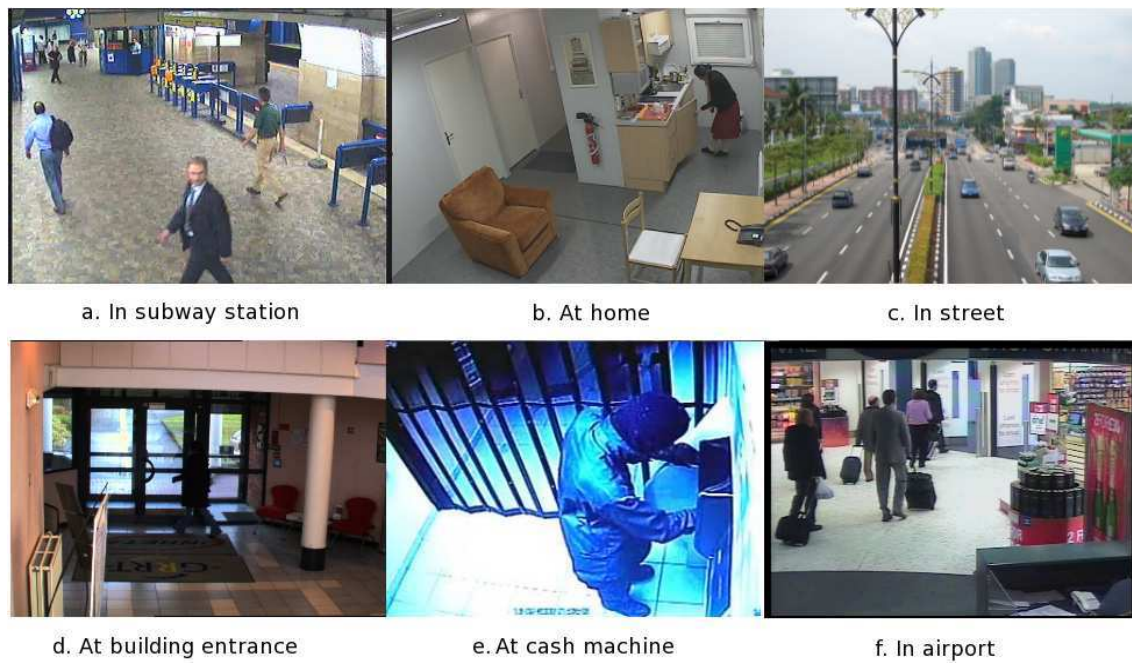 a. In subway station
b. At home
c. In street
d. At building entrance
e. At cash machine
f. In airport